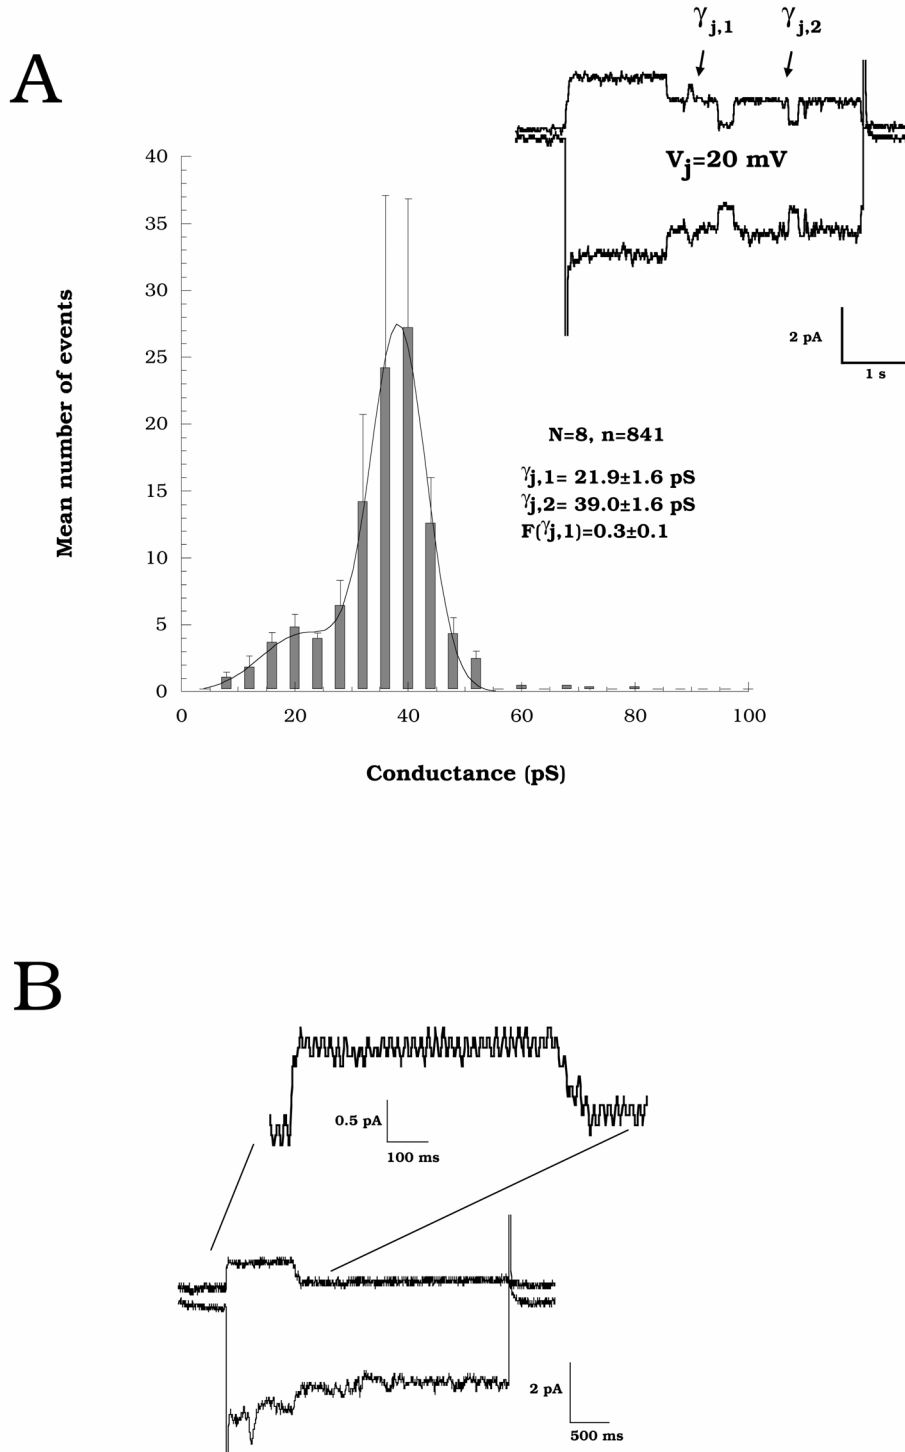 A
γj,1 γj,2
Vj=20 mV
2 pA
1 s
40
35
30
25
20
15
10
5
0
Mean number of events
N=8, n=841
γj,1= 21.9±1.6 pS
γj,2= 39.0±1.6 pS
F(γj,1)=0.3±0.1
0 20 40 60 80 100
Conductance (pS)
B
0.5 pA
100 ms
2 pA
500 ms